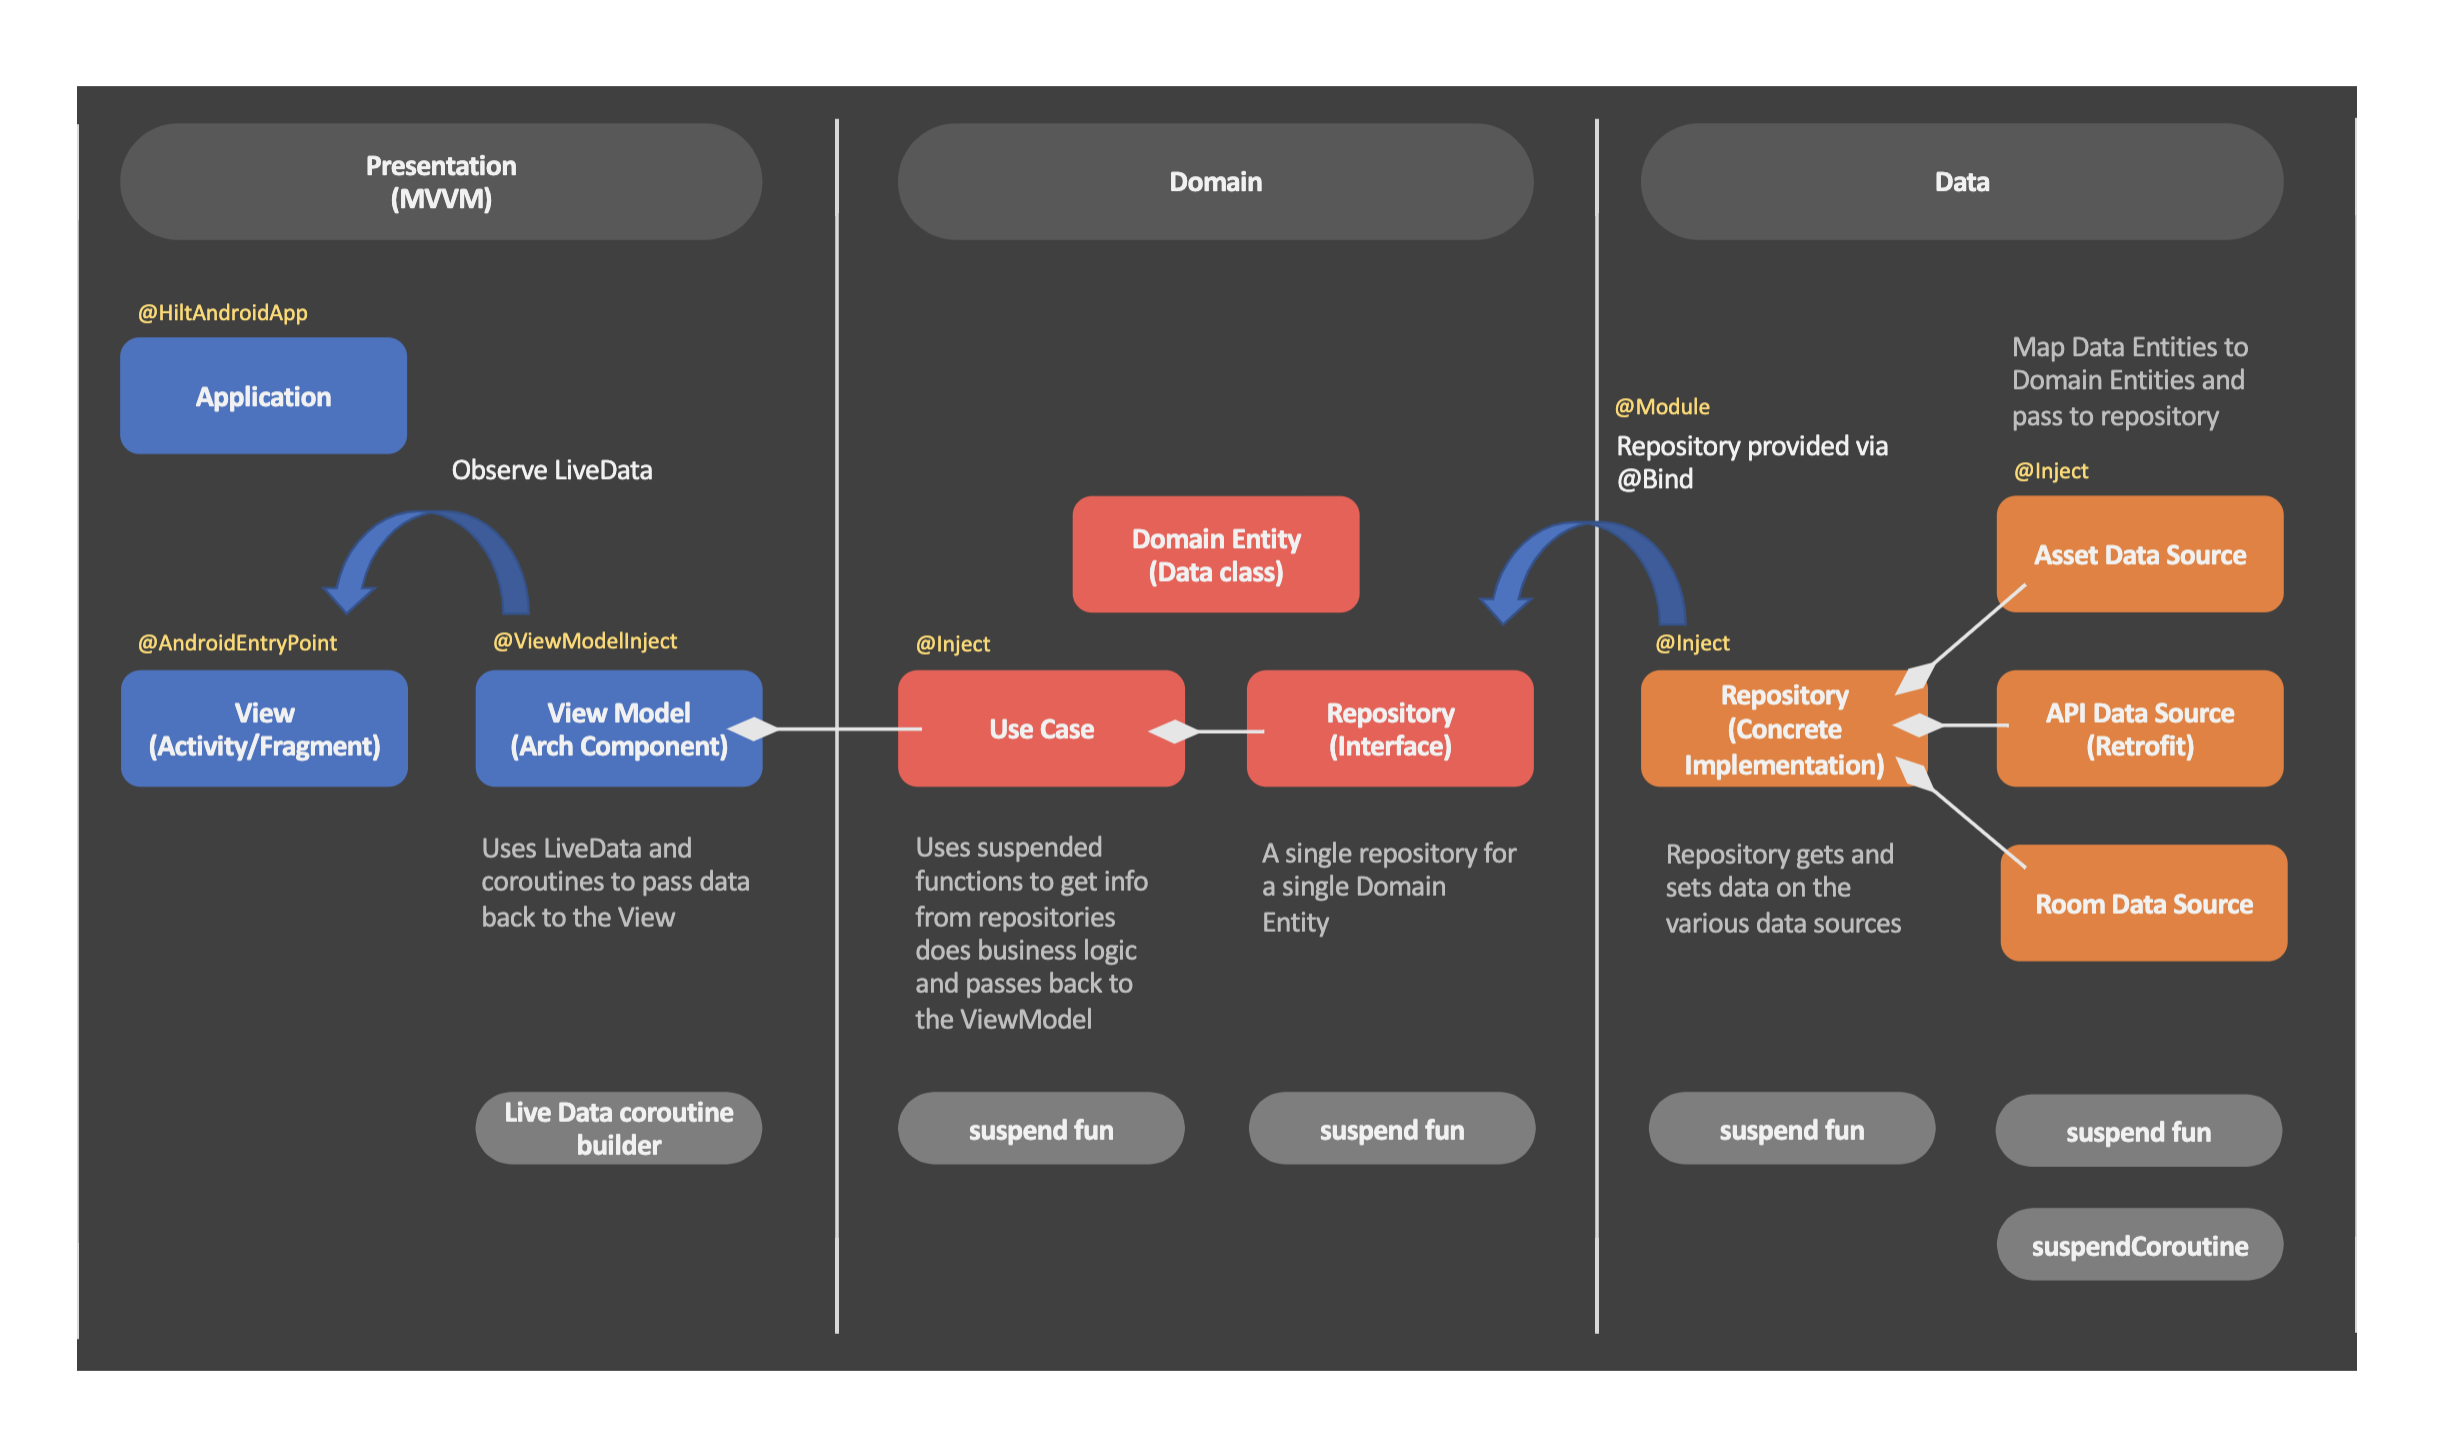 Presentation
(MVVM)
Domain
Data
@HiltAndroidApp
Application
Observe LiveData
@AndroidEntryPoint
View
(Activity/Fragment)
@ViewModelInject
View Model
(Arch Component)
Uses LiveData and
coroutines to pass data
back to the View
Live Data coroutine
builder
Domain Entity
(Data class)
@Inject
Use Case
Uses suspended
functions to get info
from repositories
does business logic
and passes back to
the ViewModel
suspend fun
Repository
(Interface)
A single repository for
a single Domain
Entity
suspend fun
@Module
Repository provided via
@Bind
@Inject
Repository
(Concrete
Implementation)
Repository gets and
sets data on the
various data sources
suspend fun
Map Data Entities to
Domain Entities and
pass to repository
@Inject
Asset Data Source
API Data Source
(Retrofit)
Room Data Source
suspend fun
suspendCoroutine